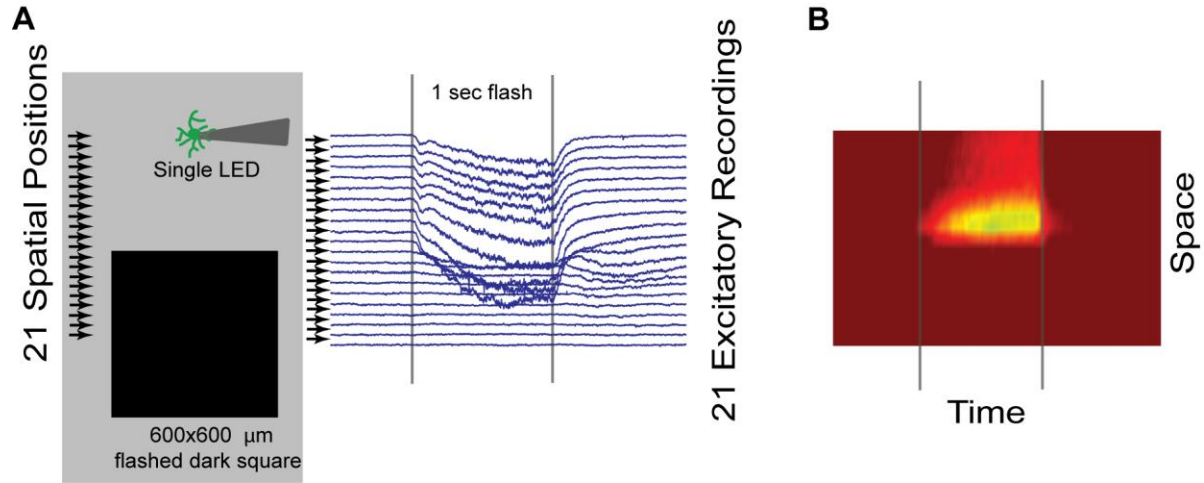 A
21 Spatial Positions
Single LED
600x600 µm
flashed dark square
1 sec flash
21 Excitatory Recordings
B
Space
Time